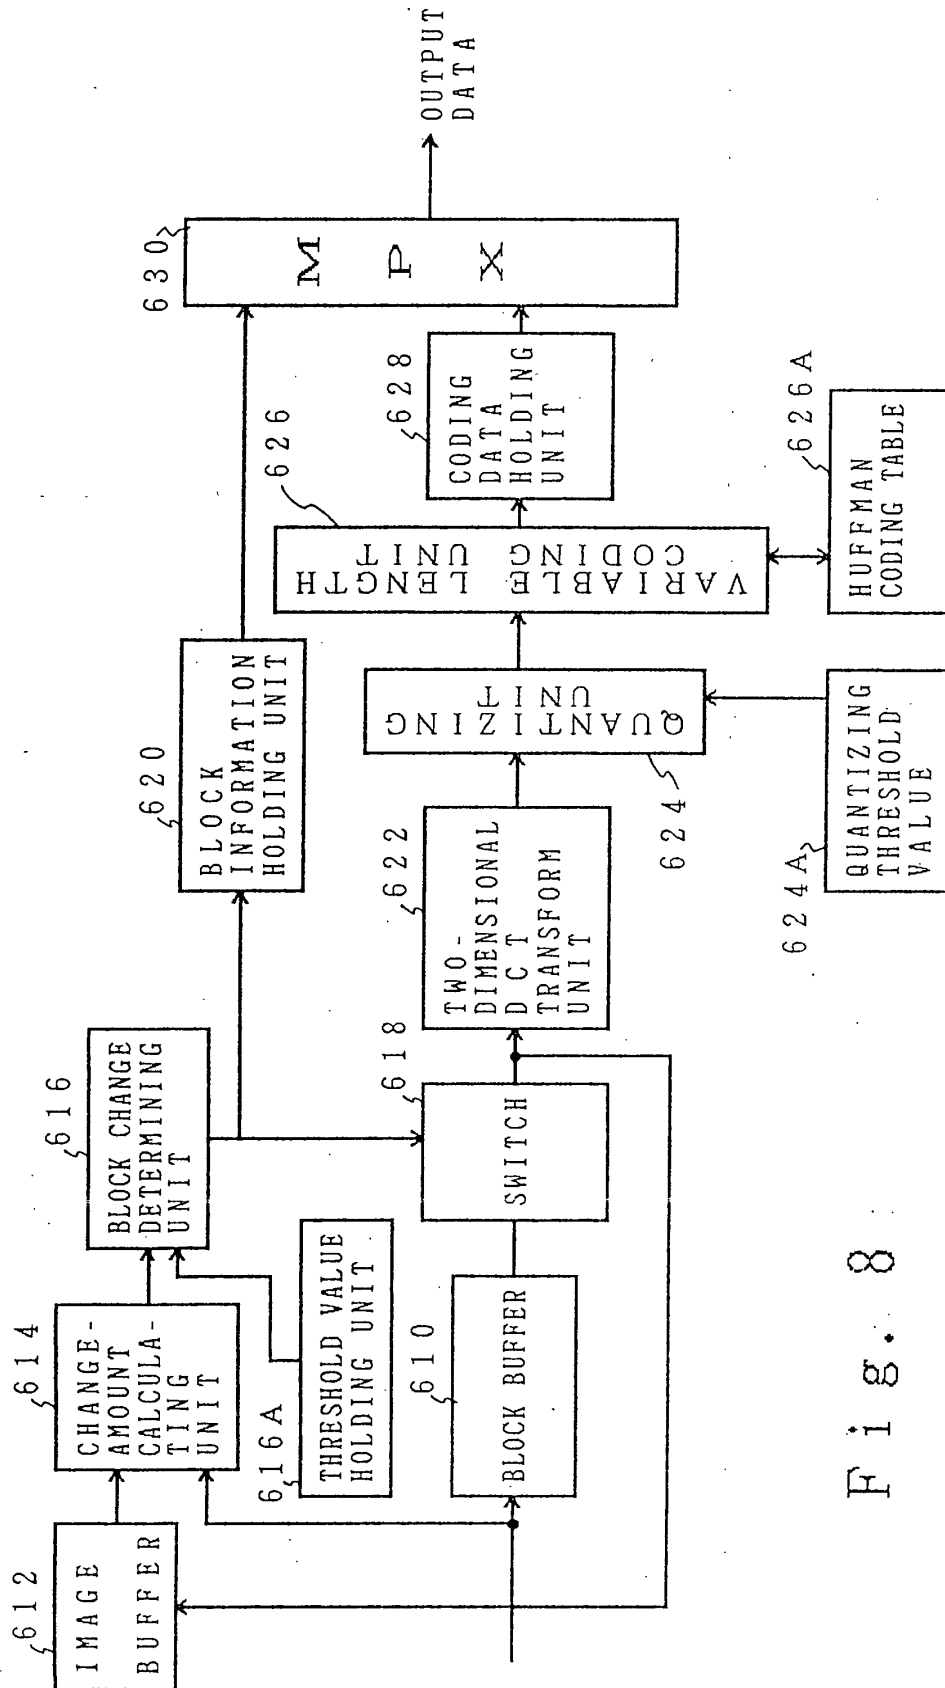 612
IMAGE
BUFFER
614
CHANGE-
AMOUNT
CALCULA-
TING
UNIT
616
BLOCK CHANGE
DETERMINING
UNIT
616A
THRESHOLD VALUE
HOLDING UNIT
610
BLOCK BUFFER
618
SWITCH
620
BLOCK
INFORMATION
HOLDING UNIT
622
TWO-
DIMENSIONAL
DCT
TRANSFORM
UNIT
624
QUANTIZING
UNIT
624A
QUANTIZING
THRESHOLD
VALUE
626
VARIABLE LENGTH
CODING UNIT
626A
HUFFMAN
CODING TABLE
628
CODING
DATA
HOLDING
UNIT
630
MPX
OUTPUT
DATA
Fig. 8